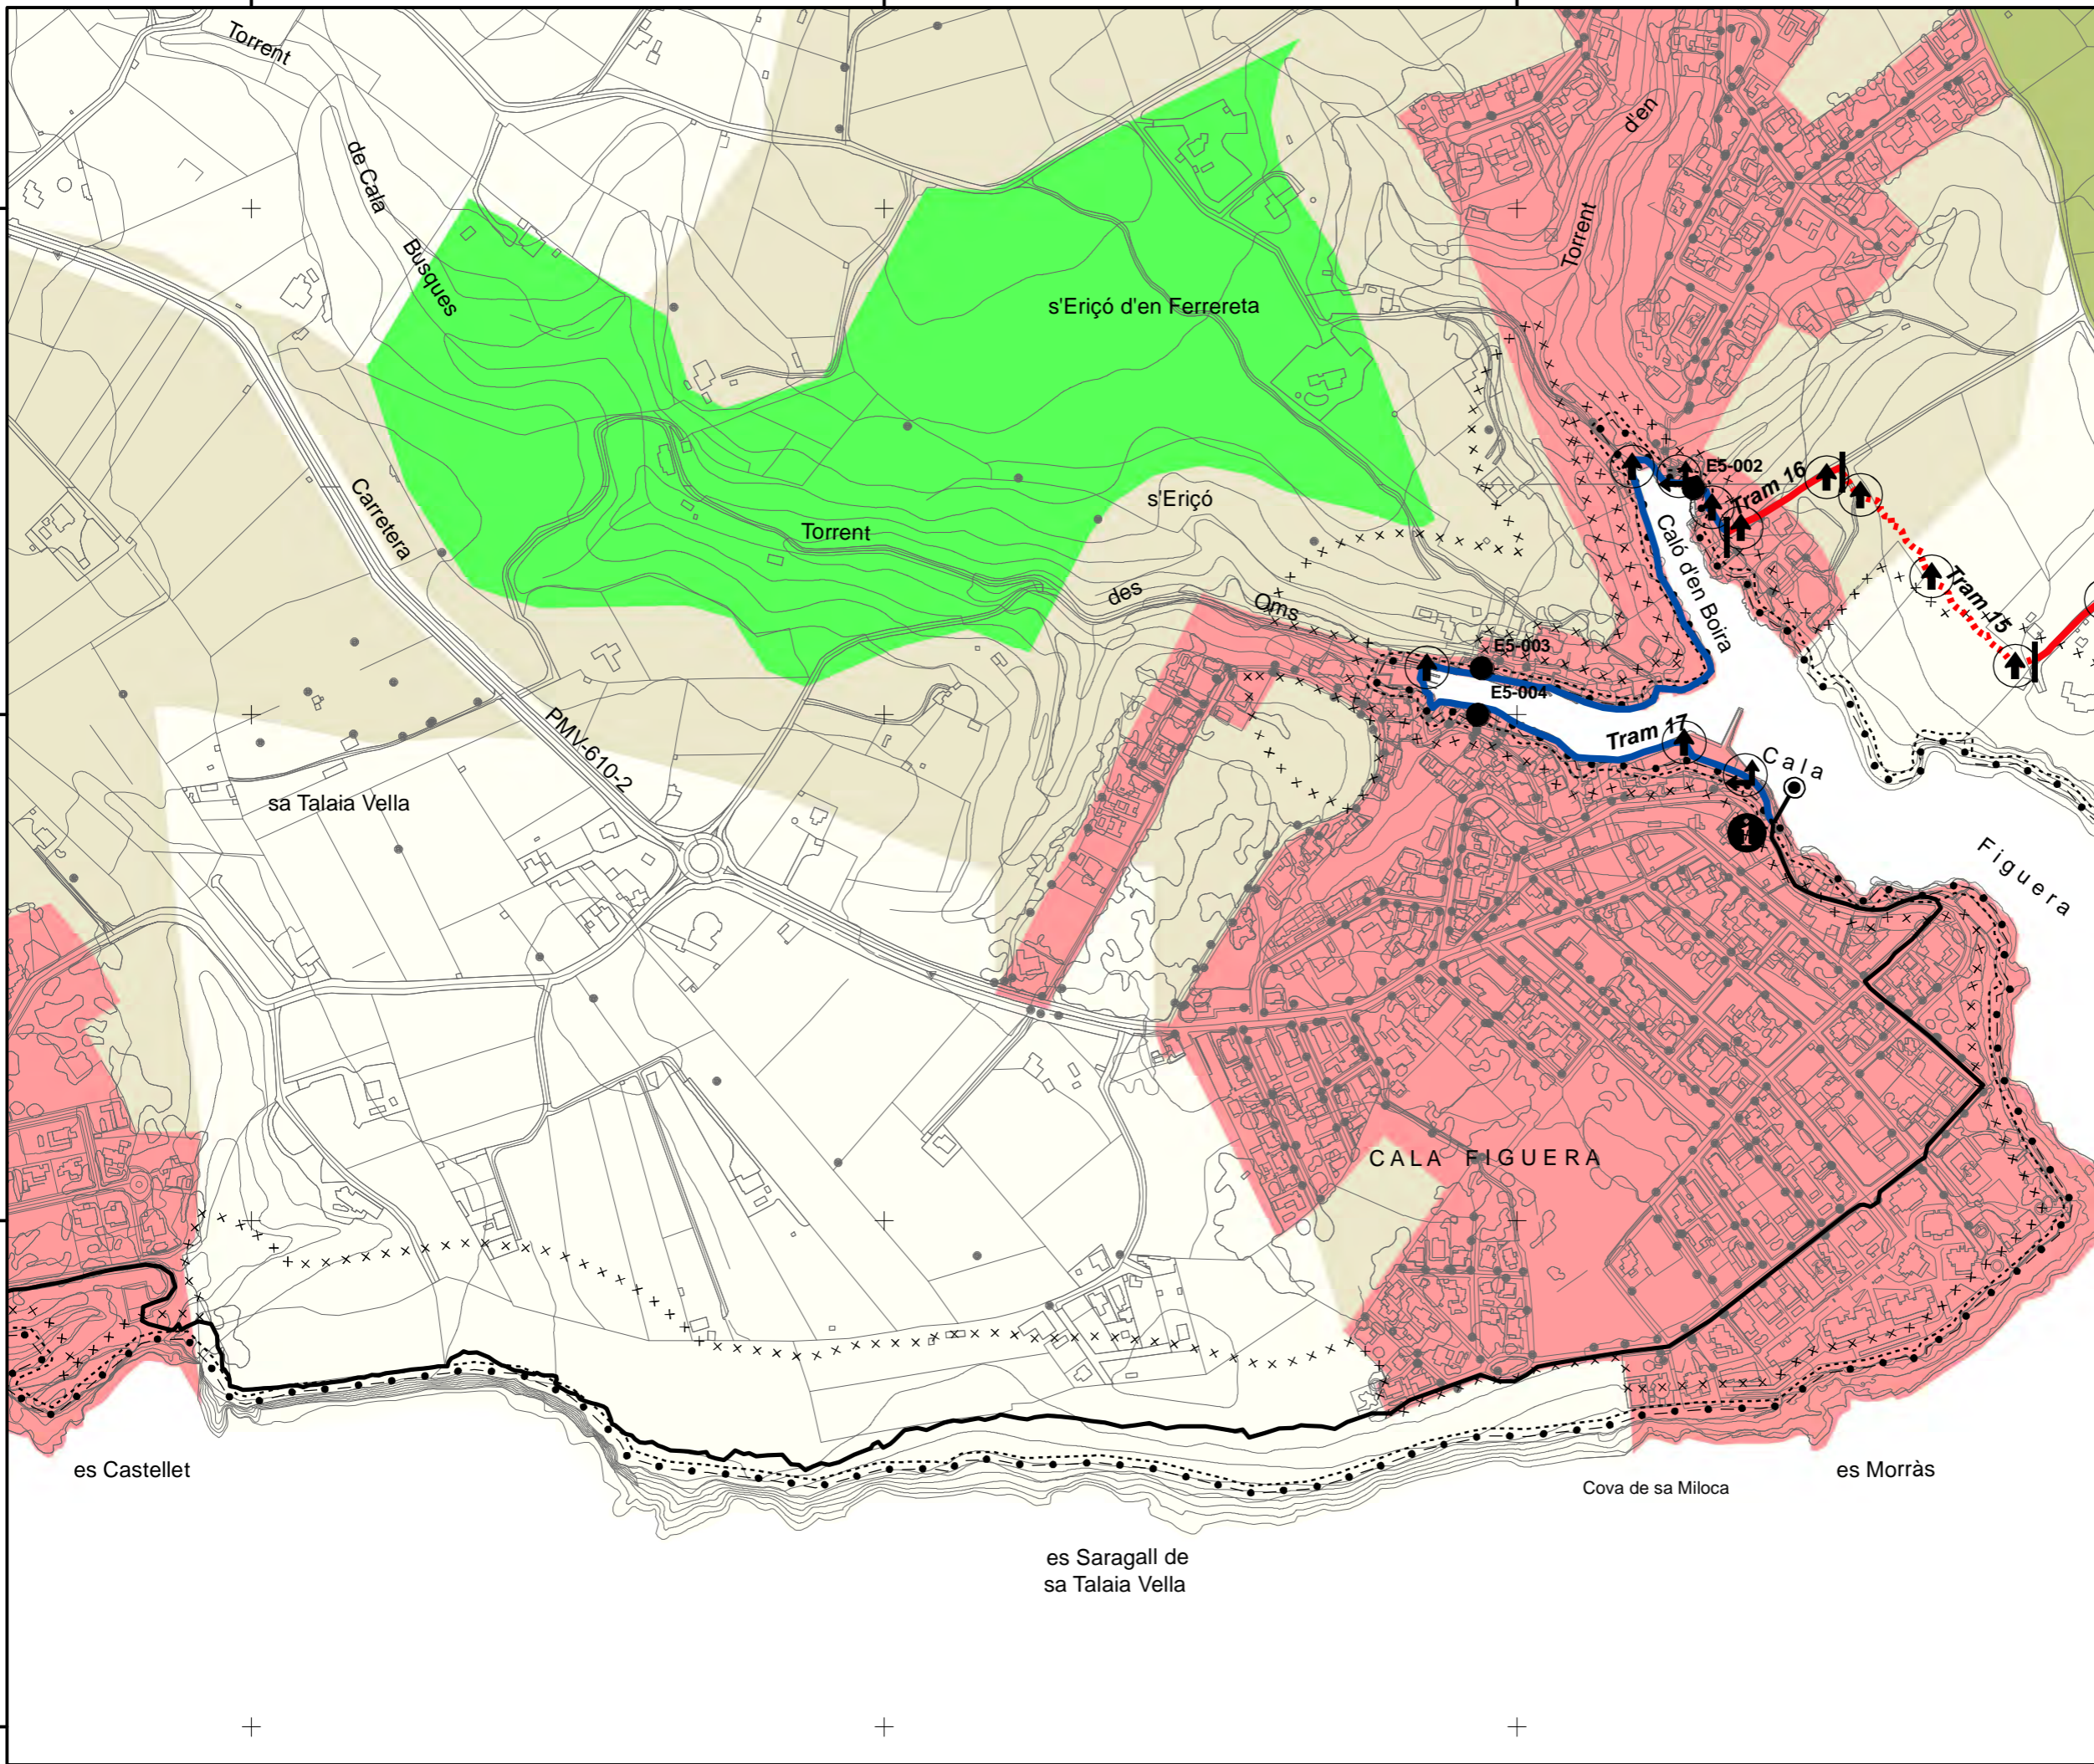 Torrent
de Cala
Busques
d'en
Torrent
s'Eriçó d'en Ferrereta
E5-002
Tram 16
Carretera
s'Eriçó
Torrent
des
Oms
Caló d'en Boira
Tram 15
E5-003
E5-004
Tram 17
Cala
Figuera
PMV-610-2
sa Talaia Vella
i
CALA FIGUERA
es Castellet
es Morràs
Cova de sa Miloca
es Saragall de
sa Talaia Vella